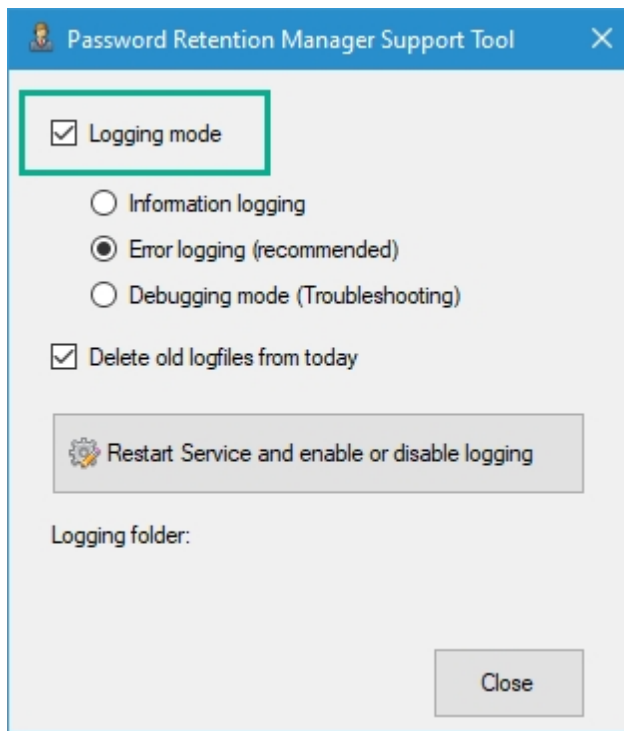 Password Retention Manager Support Tool
Logging mode
Information logging
Error logging (recommended)
Debugging mode (Troubleshooting)
Delete old logfiles from today
Restart Service and enable or disable logging
Logging folder:
Close